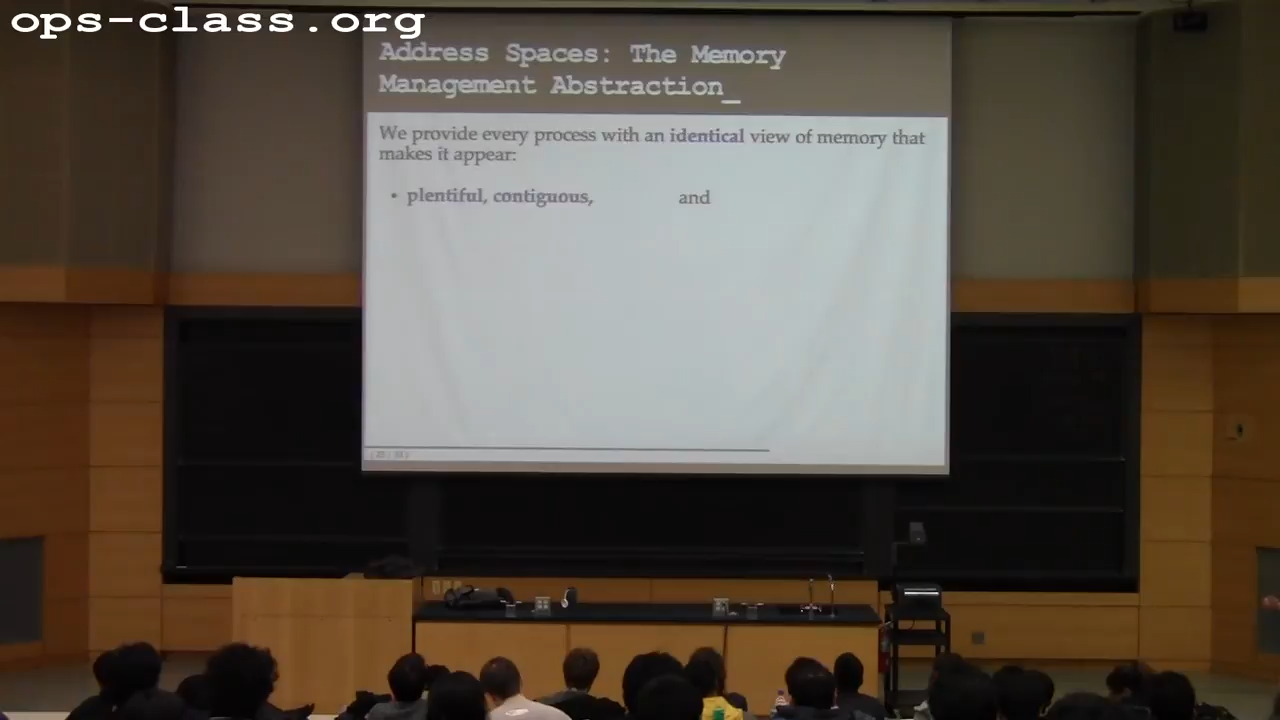 ops-class.org
Address Spaces: The Memory
Management Abstraction_
We provide every process with an identical view of memory that
makes it appear:
• plentiful, contiguous, and